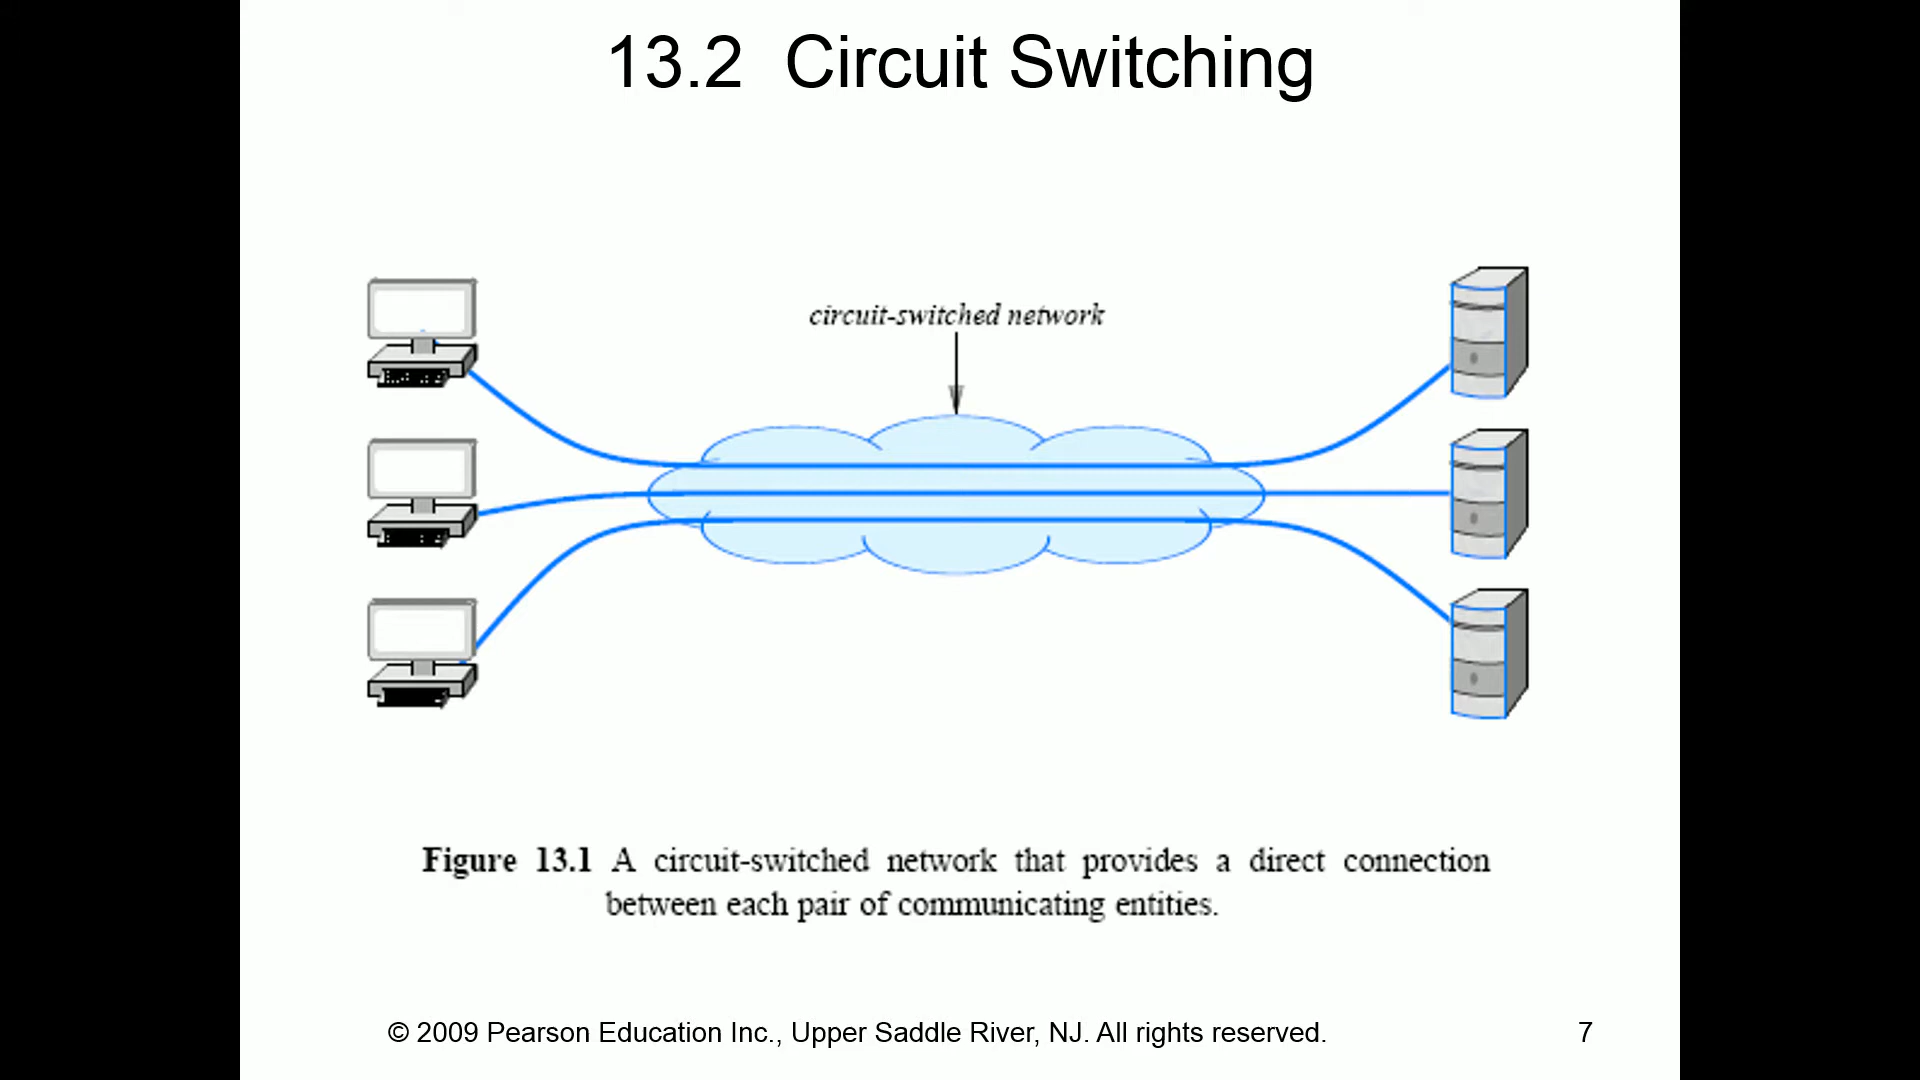 13.2 Circuit Switching
circuit-switched network
Figure 13.1 A circuit-switched network that provides a direct connection
between each pair of communicating entities.
© 2009 Pearson Education Inc., Upper Saddle River, NJ. All rights reserved.
7